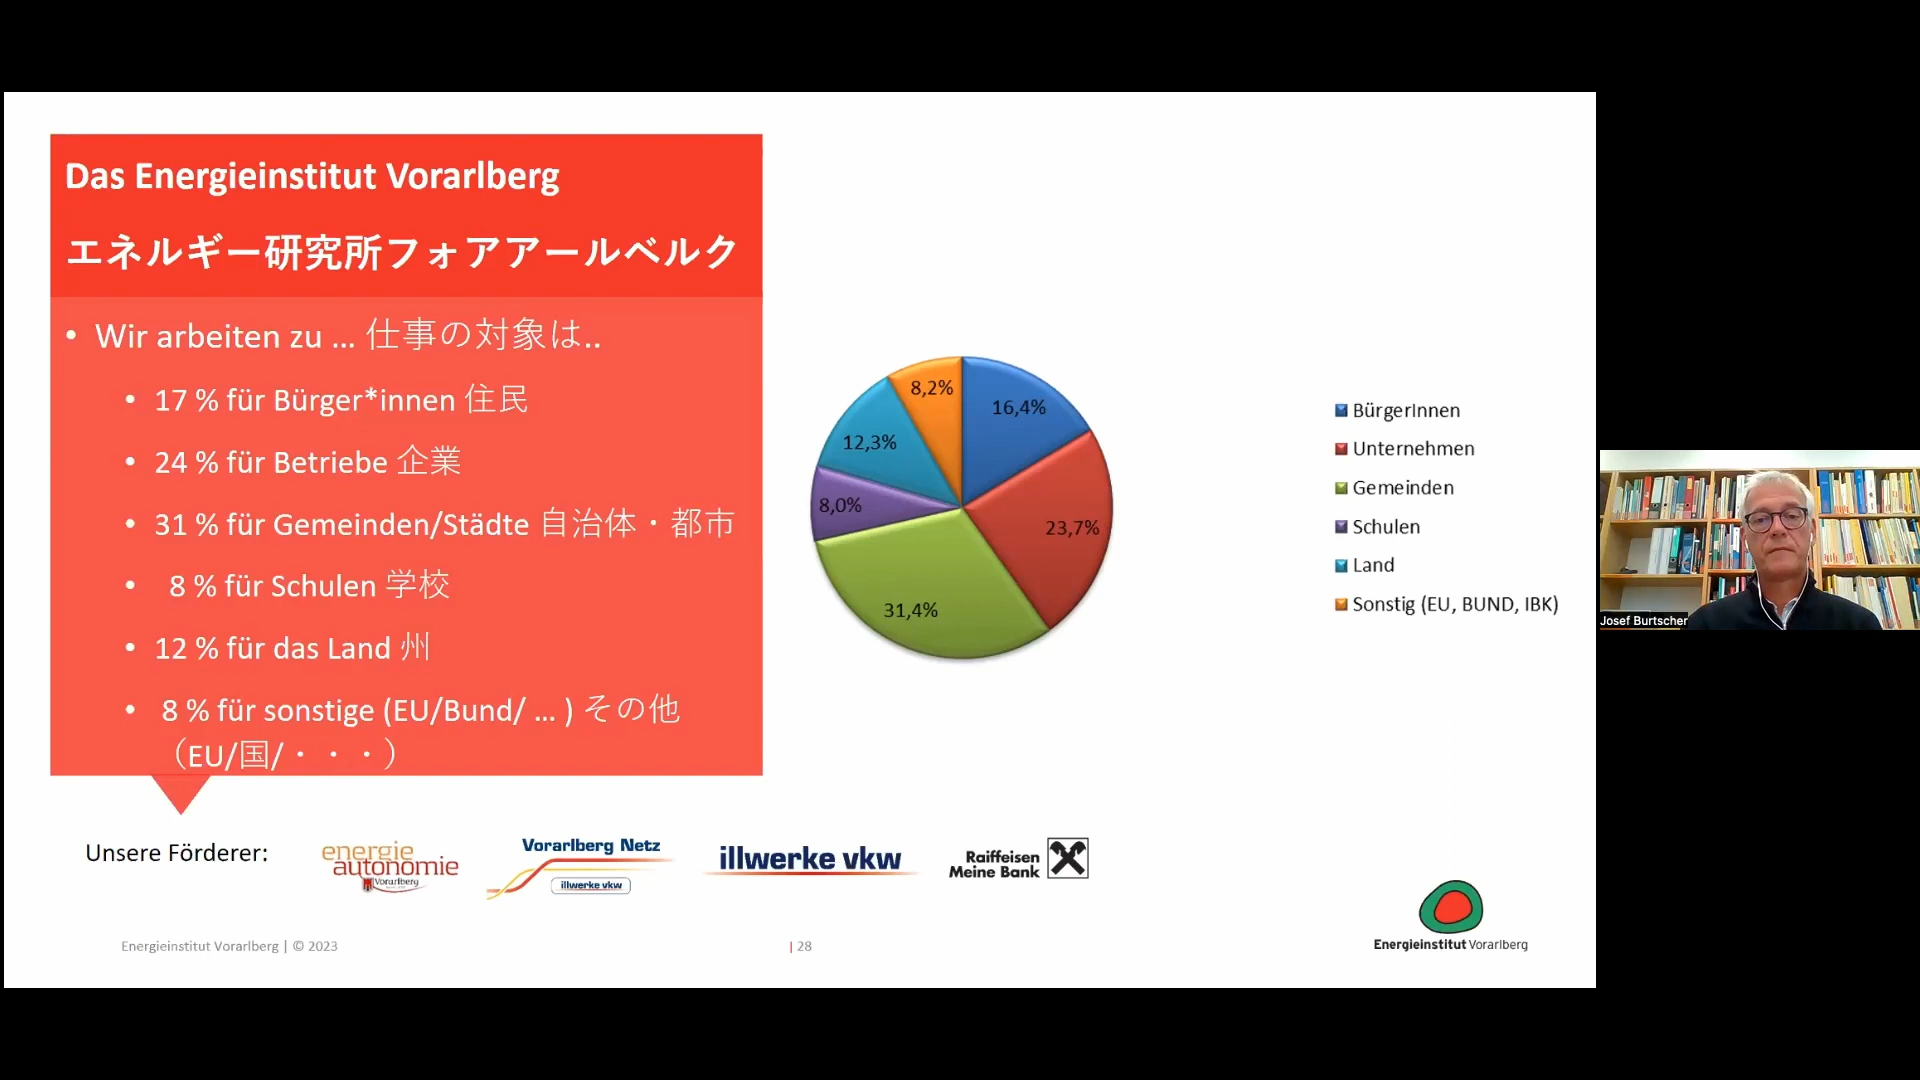 Das Energieinstitut Vorarlberg
エネルギー研究所フォアアールベルク
• Wir arbeiten zu ... 仕事の対象は..
• 17 % für Bürger*innen 住民
• 24 % für Betriebe 企業
• 31 % für Gemeinden/Städte 自治体・都市
• 8 % für Schulen 学校
• 12 % für das Land 州
• 8 % für sonstige (EU/Bund/ ... ) その他
（EU/国/・・・）
16,4%
23,7%
31,4%
8,0%
12,3%
8,2%
BürgerInnen
Unternehmen
Gemeinden
Schulen
Land
Sonstig (EU, BUND, IBK)
Josef Burtscher
Unsere Förderer:
energie
autonomie
Vorarlberg
Vorarlberg Netz
illwerke vkw
illwerke vkw
Raiffeisen
Meine Bank
Energieinstitut Vorarlberg
Energieinstitut Vorarlberg | © 2023
| 28